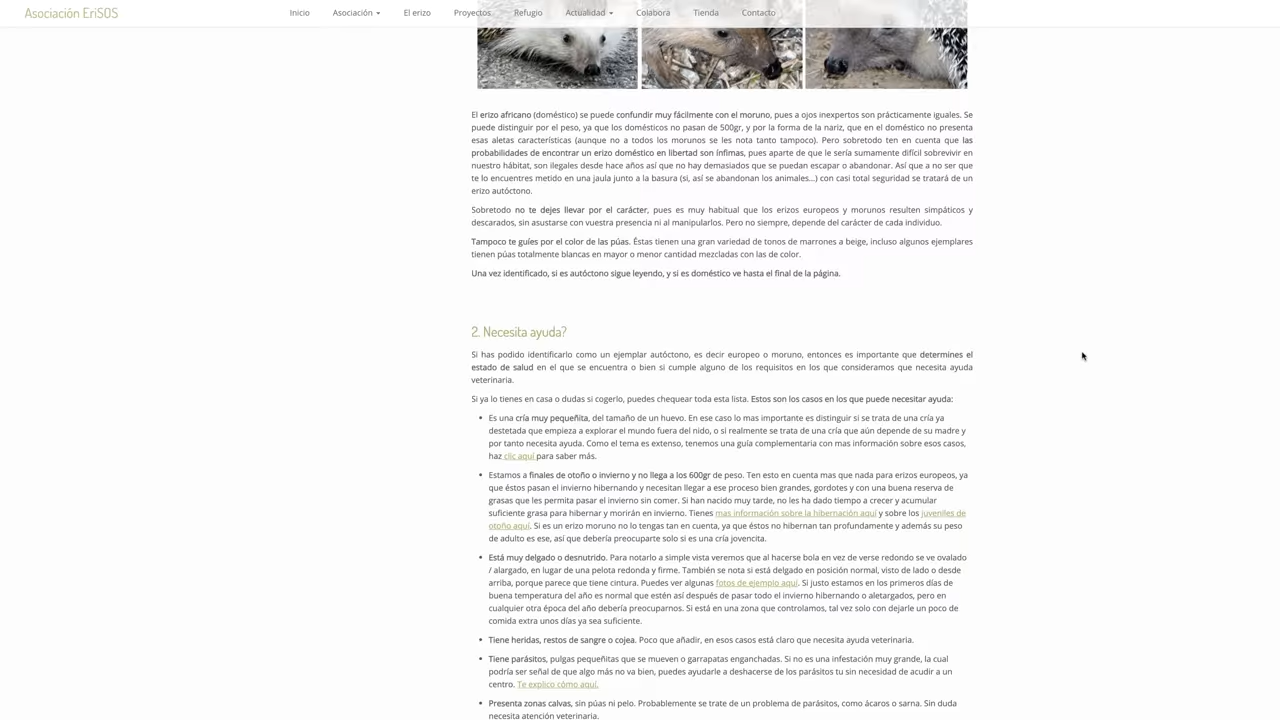 Asociación EriSOS
Inicio
Asociación
El erizo
Proyectos
Refugio
Actualidad
Colabora
Tienda
Contacto
El erizo africano (doméstico) se puede confundir muy fácilmente con el moruno, pues a ojos inexpertos son prácticamente iguales. Se
puede distinguir por el peso, ya que los domésticos no pasan de 500gr, y por la forma de la nariz, que en el doméstico no presenta
esas aletas características (aunque no a todos los morunos se les nota tanto tampoco). Pero sobretodo ten en cuenta que las
probabilidades de encontrar un erizo doméstico en libertad son ínfimas, pues aparte de que le sería sumamente difícil sobrevivir en
nuestro hábitat, son ilegales desde hace años así que no hay demasiados que se puedan escapar o abandonar. Así que a no ser que
te lo encuentres metido en una jaula junto a la basura (si, así se abandonan los animales...) con casi total seguridad se tratará de un
erizo autóctono.
Sobretodo no te dejes llevar por el carácter, pues es muy habitual que los erizos europeos y morunos resulten simpáticos y
descarados, sin asustarse con vuestra presencia ni al manipularlos. Pero no siempre, depende del carácter de cada individuo.
Tampoco te guíes por el color de las púas. Éstas tienen una gran variedad de tonos de marrones a beige, incluso algunos ejemplares
tienen púas totalmente blancas en mayor o menor cantidad mezcladas con las de color.
Una vez identificado, si es autóctono sigue leyendo, y si es doméstico ve hasta el final de la página.
2. Necesita ayuda?
Si has podido identificarlo como un ejemplar autóctono, es decir europeo o moruno, entonces es importante que determines el
estado de salud en el que se encuentra o bien si cumple alguno de los requisitos en los que consideramos que necesita ayuda
veterinaria.
Si ya lo tienes en casa o dudas si cogerlo, puedes chequear toda esta lista. Estos son los casos en los que puede necesitar ayuda:
• Es una cría muy pequeñita, del tamaño de un huevo. En ese caso lo mas importante es distinguir si se trata de una cría ya
destetada que empieza a explorar el mundo fuera del nido, o si realmente se trata de una cría que aún depende de su madre y
por tanto necesita ayuda. Como el tema es extenso, tenemos una guía complementaria con mas información sobre esos casos,
haz clic aquí para saber más.
• Estamos a finales de otoño o invierno y no llega a los 600gr de peso. Ten esto en cuenta mas que nada para erizos europeos, ya
que éstos pasan el invierno hibernando y necesitan llegar a ese proceso bien grandes, gordotes y con una buena reserva de
grasas que les permita pasar el invierno sin comer. Si han nacido muy tarde, no les ha dado tiempo a crecer y acumular
suficiente grasa para hibernar y morirán en invierno. Tienes mas información sobre la hibernación aquí y sobre los juveniles de
otoño aquí. Si es un erizo moruno no lo tengas tan en cuenta, ya que éstos no hibernan tan profundamente y además su peso
de adulto es ese, así que debería preocuparte solo si es una cría jovencita.
• Está muy delgado o desnutrido. Para notarlo a simple vista veremos que al hacerse bola en vez de verse redondo se ve ovalado
/ alargado, en lugar de una pelota redonda y firme. También se nota si está delgado en posición normal, visto de lado o desde
arriba, porque parece que tiene cintura. Puedes ver algunas fotos de ejemplo aquí. Si justo estamos en los primeros días de
buena temperatura del año es normal que estén así después de pasar todo el invierno hibernando o aletargados, pero en
cualquier otra época del año debería preocuparnos. Si está en una zona que controlamos, tal vez solo con dejarle un poco de
comida extra unos días ya sea suficiente.
• Tiene heridas, restos de sangre o cojea. Poco que añadir, en esos casos está claro que necesita ayuda veterinaria.
• Tiene parásitos, pulgas pequeñitas que se mueven o garrapatas enganchadas. Si no es una infestación muy grande, la cual
podría ser señal de que algo más no va bien, puedes ayudarle a deshacerse de los parásitos tu sin necesidad de acudir a un
centro. Te explico cómo aquí.
• Presenta zonas calvas, sin púas ni pelo. Probablemente se trate de un problema de parásitos, como ácaros o sarna. Sin duda
necesita atención veterinaria.